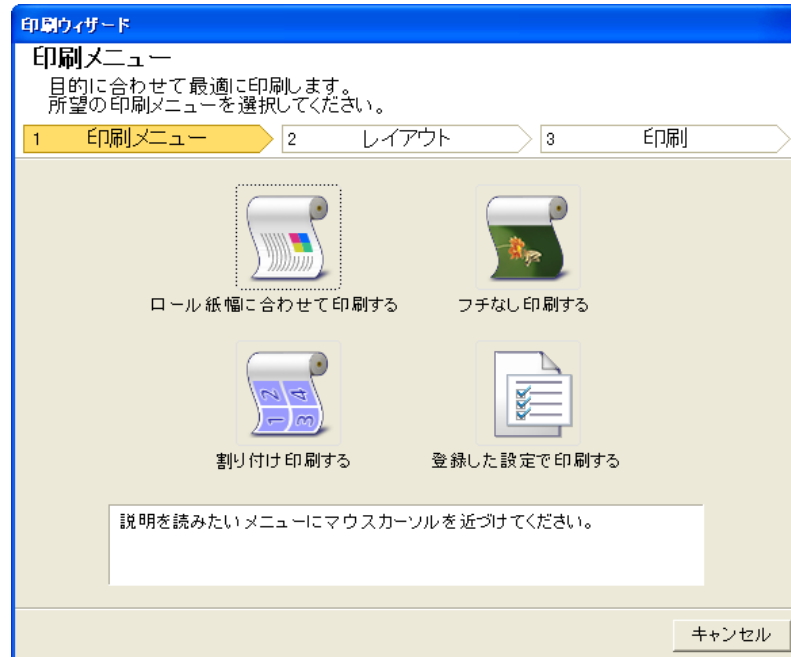 印刷ウィザード
印刷メニュー
目的に合わせて最適に印刷します。
所望の印刷メニューを選択してください。
1 印刷メニュー 2 レイアウト 3 印刷
ロール紙幅に合わせて印刷する フチなし印刷する
1 2 3 4
割り付け印刷する 登録した設定で印刷する
説明を読みたいメニューにマウスカーソルを近づけてください。
キャンセル